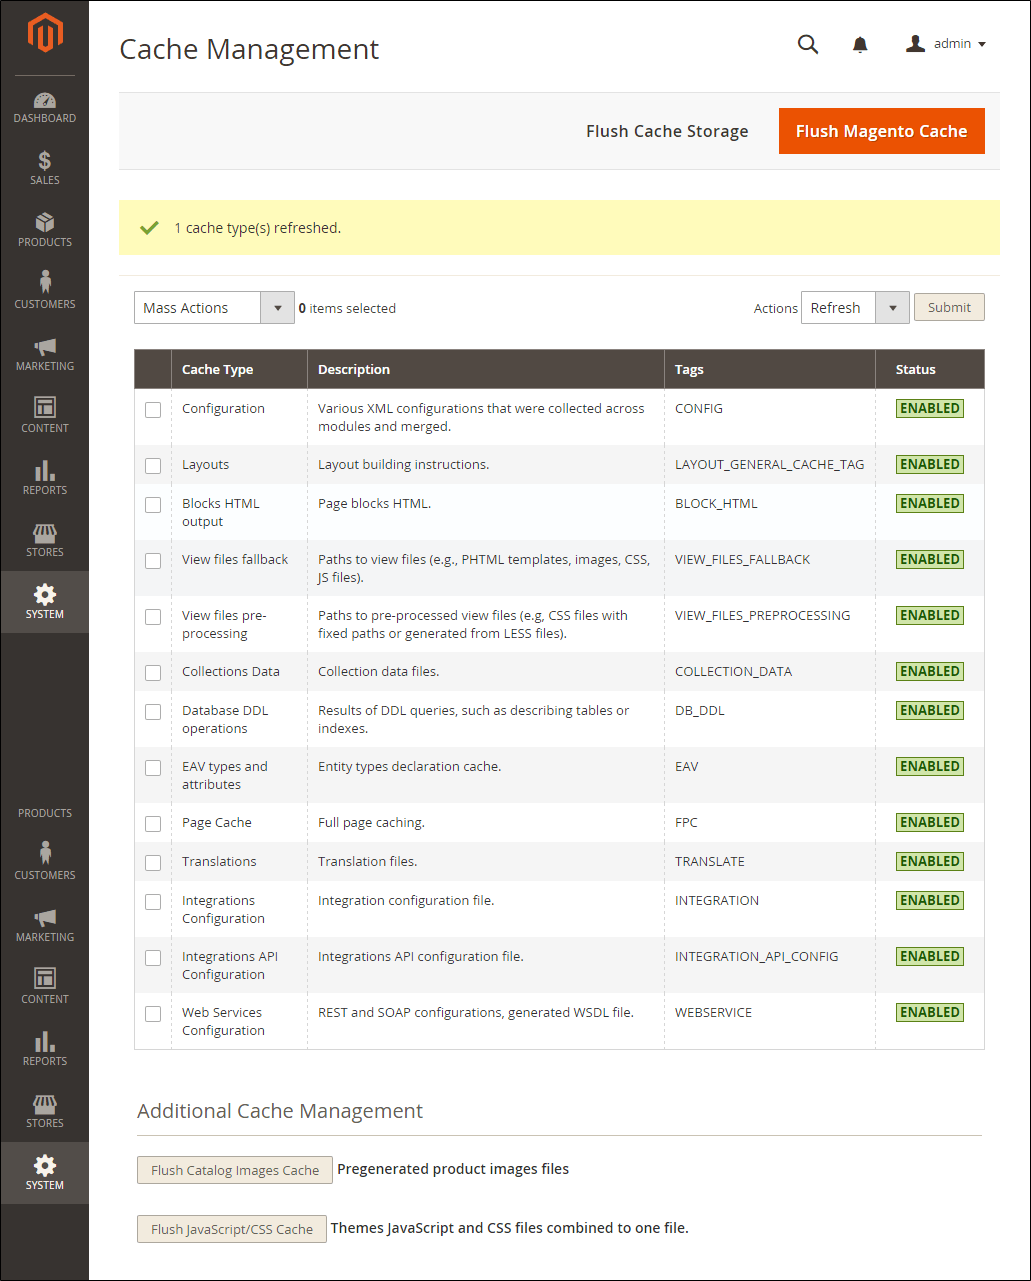 DASHBOARD
SALES
PRODUCTS
CUSTOMERS
MARKETING
CONTENT
REPORTS
STORES
SYSTEM
PRODUCTS
CUSTOMERS
MARKETING
CONTENT
REPORTS
STORES
SYSTEM
Cache Management
admin
Flush Cache Storage
Flush Magento Cache
1 cache type(s) refreshed.
Mass Actions 0 items selected Actions Refresh Submit
Cache Type Description Tags Status
Configuration Various XML configurations that were collected across CONFIG ENABLED
modules and merged.
Layouts Layout building instructions. LAYOUT_GENERAL_CACHE_TAG ENABLED
Blocks HTML Page blocks HTML. BLOCK_HTML ENABLED
output
View files fallback Paths to view files (e.g., PHTML templates, images, CSS, VIEW_FILES_FALLBACK ENABLED
JS files).
View files pre- Paths to pre-processed view files (e.g, CSS files with VIEW_FILES_PREPROCESSING ENABLED
processing fixed paths or generated from LESS files).
Collections Data Collection data files. COLLECTION_DATA ENABLED
Database DDL Results of DDL queries, such as describing tables or DB_DDL ENABLED
operations indexes.
EAV types and Entity types declaration cache. EAV ENABLED
attributes
Page Cache Full page caching. FPC ENABLED
Translations Translation files. TRANSLATE ENABLED
Integrations Integration configuration file. INTEGRATION ENABLED
Configuration
Integrations API Integrations API configuration file. INTEGRATION_API_CONFIG ENABLED
Configuration
Web Services REST and SOAP configurations, generated WSDL file. WEBSERVICE ENABLED
Configuration
Additional Cache Management
Flush Catalog Images Cache Pregenerated product images files
Flush JavaScript/CSS Cache Themes JavaScript and CSS files combined to one file.